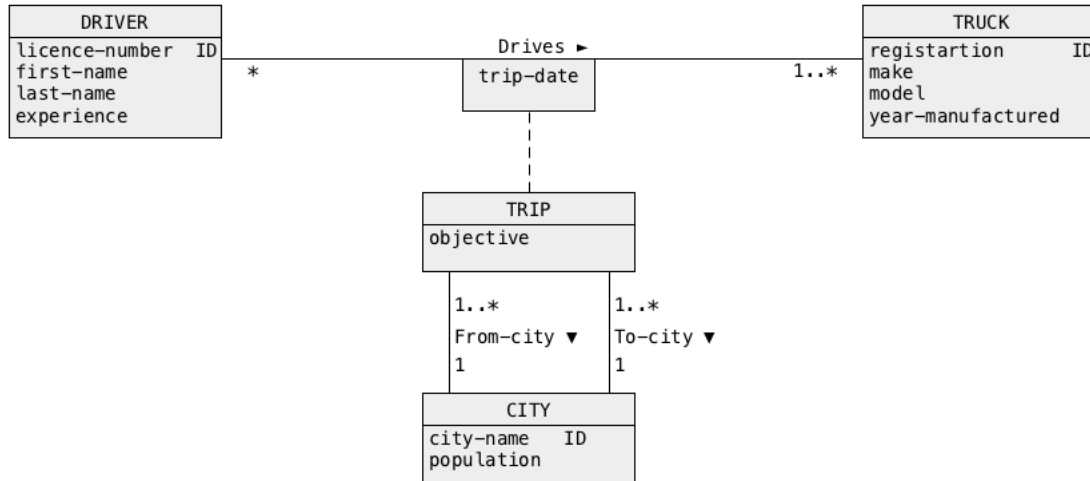 DRIVER
licence-number ID
first-name
last-name
experience
Drives ►
*
1..*
trip-date
TRUCK
registartion ID
make
model
year-manufactured
TRIP
objective
1..*
From-city ▼
1
1..*
To-city ▼
1
CITY
city-name ID
population